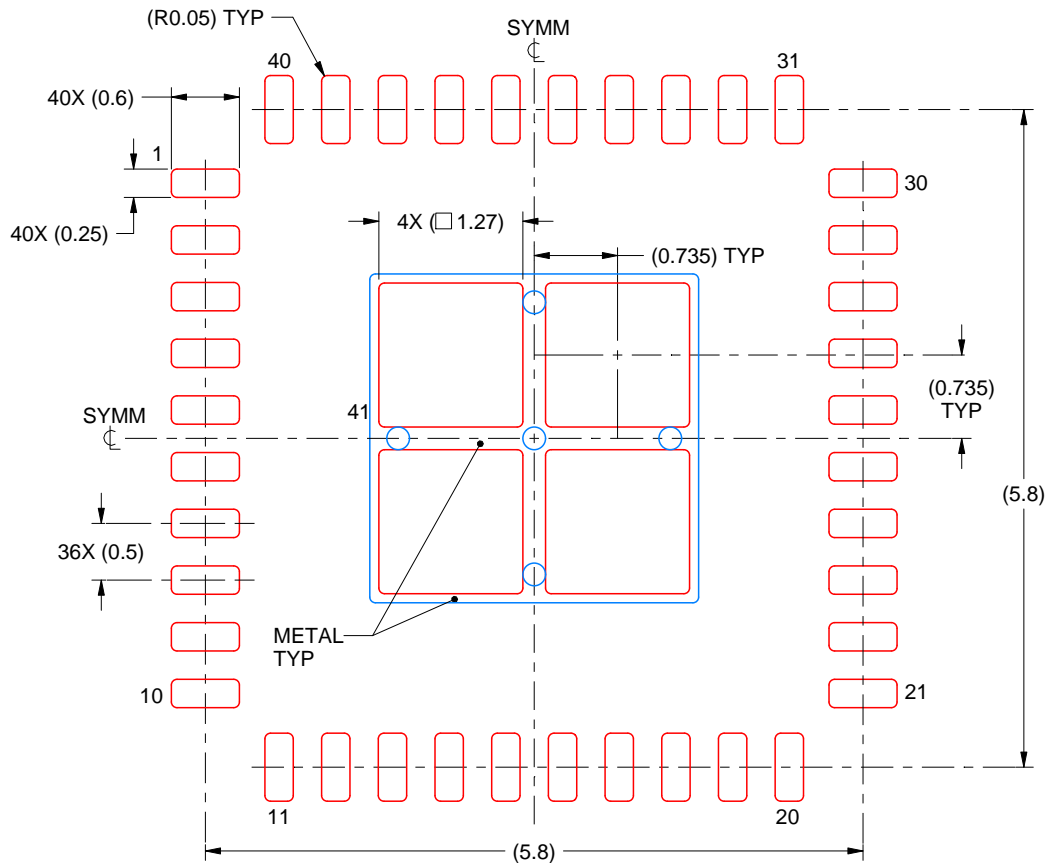 (R0.05) TYP
SYMM
40
31
40X (0.6)
1
30
4X (□ 1.27)
40X (0.25)
(0.735) TYP
(0.735)
TYP
41
SYMM
(5.8)
36X (0.5)
METAL
TYP
10
21
11
20
(5.8)